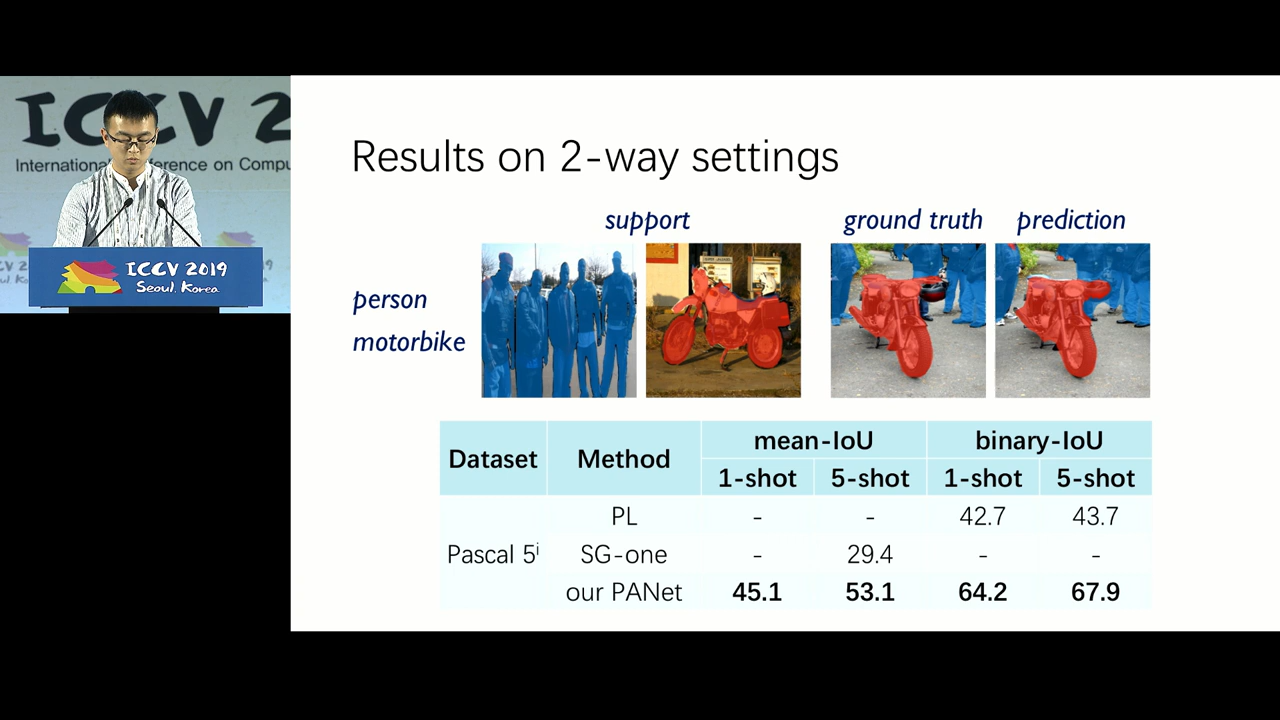 ICCV 2
International Conference on Compu
ICCV 2019
Seoul, Korea
Results on 2-way settings
support
ground truth
prediction
person
motorbike
Dataset Method mean-IoU binary-IoU
1-shot 5-shot 1-shot 5-shot
PL - - 42.7 43.7
Pascal 5ⁱ SG-one - 29.4 - -
our PANet 45.1 53.1 64.2 67.9